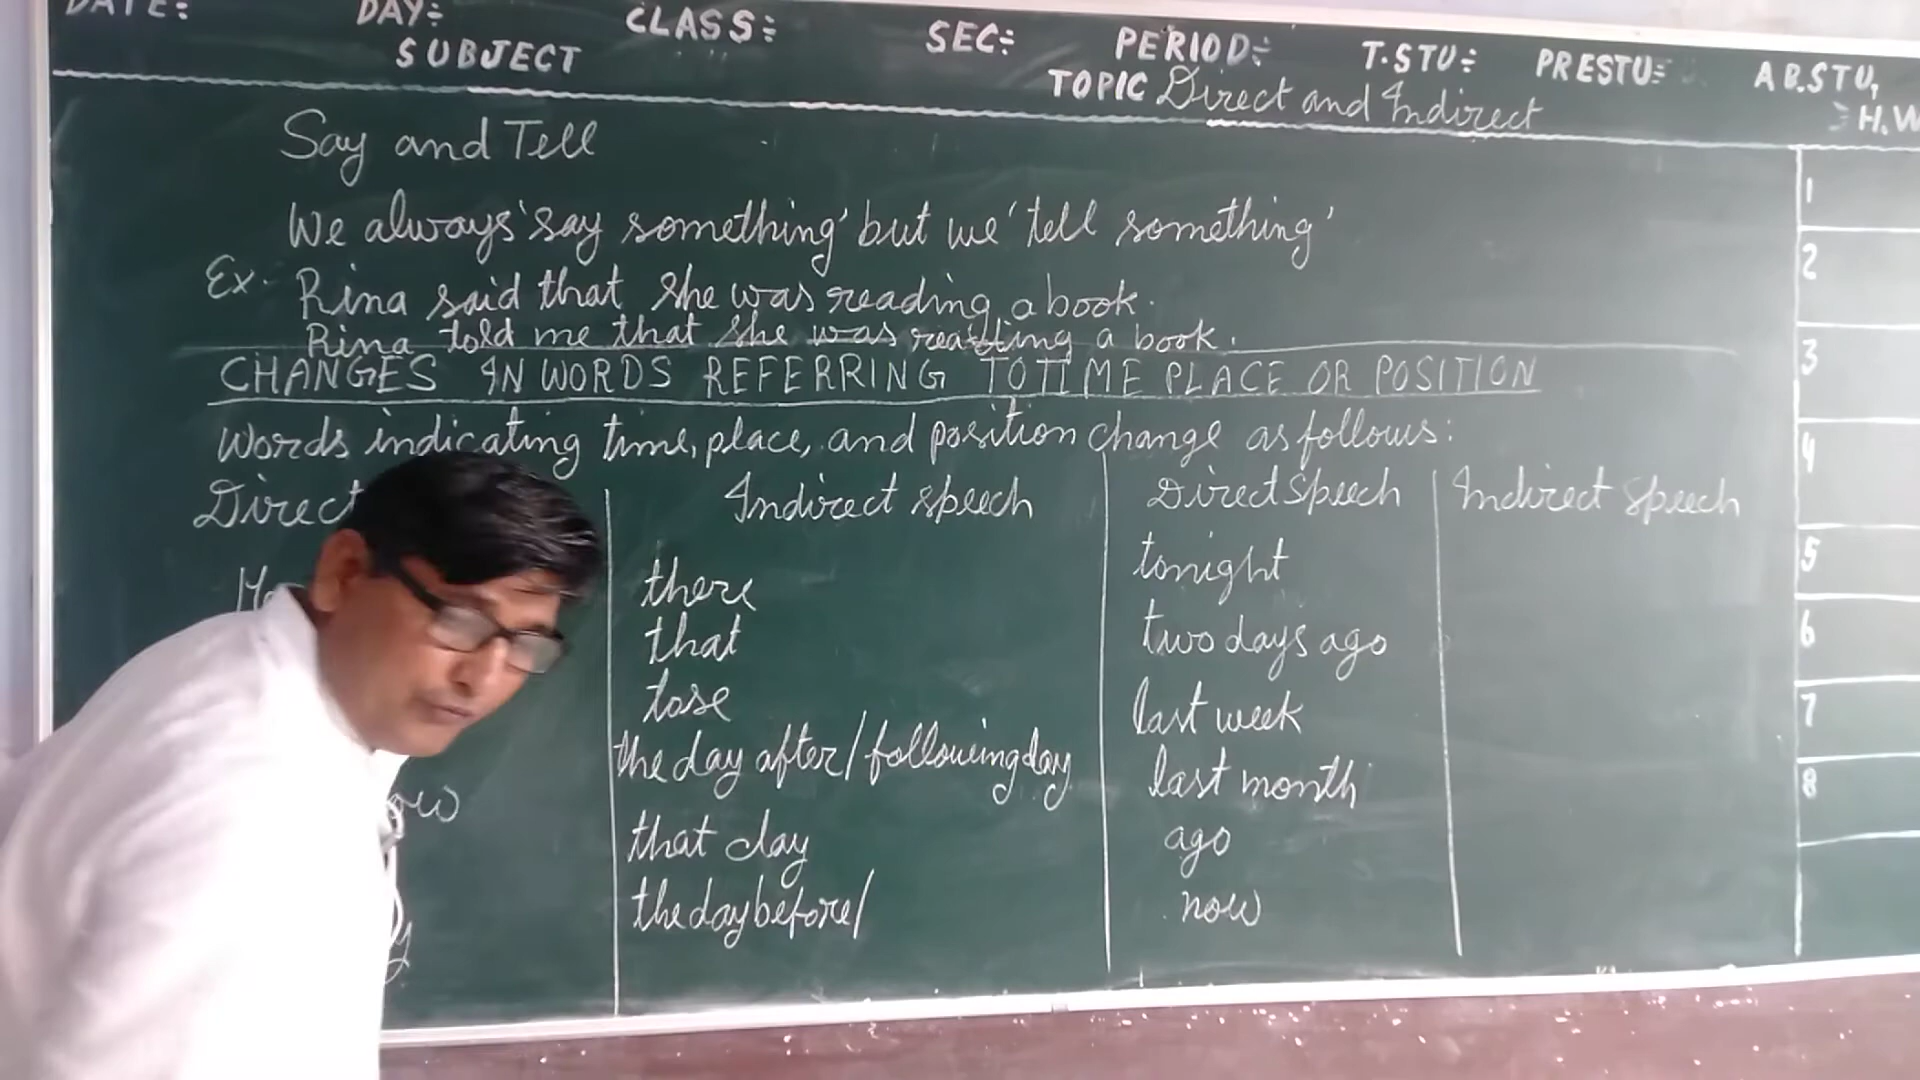 DATE: DAY: CLASS: SEC: PERIOD: T.STU: PRESTU: AB.STU,
SUBJECT TOPIC Direct and Indirect H.W
Say and Tell
We always 'say something' but we 'tell something'
Ex. Rina said that she was reading a book.
Rina told me that she was reading a book.
CHANGES IN WORDS REFERRING TO TIME PLACE OR POSITION
Words indicating time, place, and position change as follows:
Direct Indirect speech Direct speech Indirect speech
there tonight
that two days ago
tose last week
the day after/following day last month
that day ago
the day before/ now
1
2
3
4
5
6
7
8